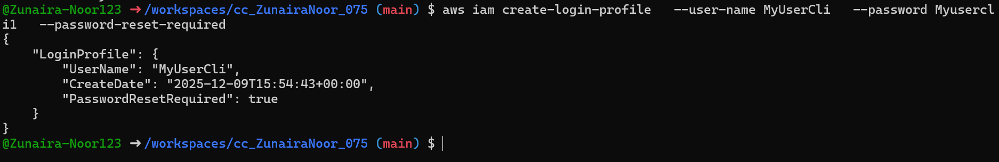 @Zunaira-Noor123 ➜ /workspaces/cc_ZunairaNoor_075 (main) $ aws iam create-login-profile   --user-name MyUserCli   --password Myusercl
i1   --password-reset-required
{
    "LoginProfile": {
        "UserName": "MyUserCli",
        "CreateDate": "2025-12-09T15:54:43+00:00",
        "PasswordResetRequired": true
    }
}
@Zunaira-Noor123 ➜ /workspaces/cc_ZunairaNoor_075 (main) $